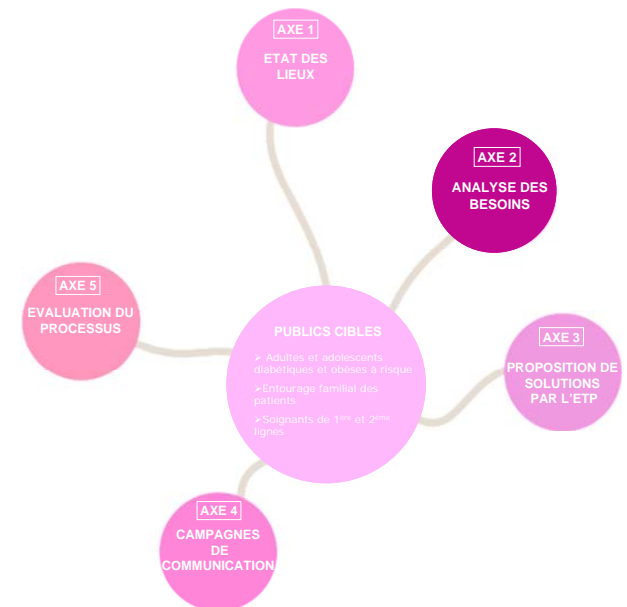 AXE 1
ETAT DES
LIEUX
AXE 2
ANALYSE DES
BESOINS
AXE 3
PROPOSITION DE
SOLUTIONS
PAR L'ETP
AXE 4
CAMPAGNES
DE
COMMUNICATION
AXE 5
EVALUATION DU
PROCESSUS
PUBLICS CIBLES
➢ Adultes et adolescents
diabétiques et obèses à risque
➢Entourage familial des
patients
➢Soignants de 1ères et 2èmes
lignes